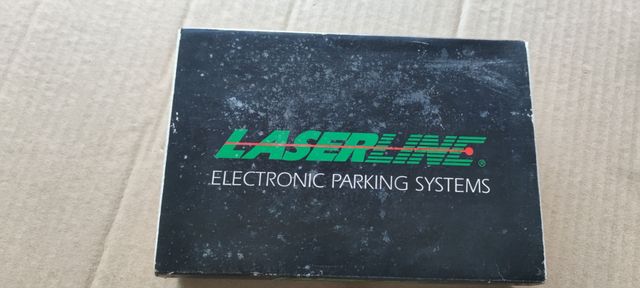 LASERLINE®
ELECTRONIC PARKING SYSTEMS